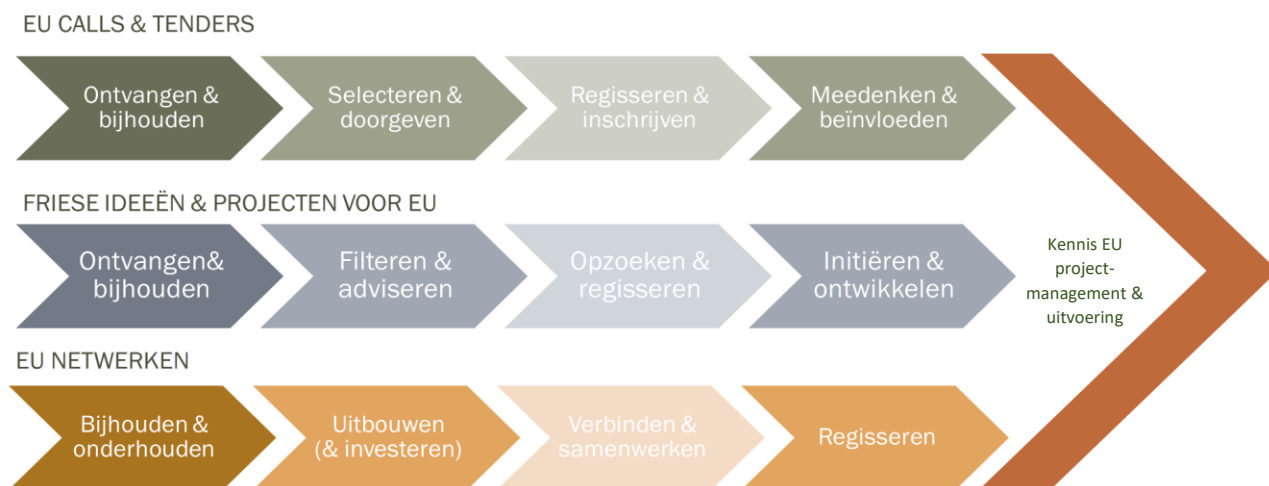 EU CALLS & TENDERS
Ontvangen &
bijhouden
Selecteren &
doorgeven
Regisseren &
inschrijven
Meedenken &
beïnvloeden
FRIESE IDEEËN & PROJECTEN VOOR EU
Ontvangen&
bijhouden
Filteren &
adviseren
Opzoeken &
regisseren
Initiëren &
ontwikkelen
Kennis EU
project-
management &
uitvoering
EU NETWERKEN
Bijhouden &
onderhouden
Uitbouwen
(& investeren)
Verbinden &
samenwerken
Regisseren